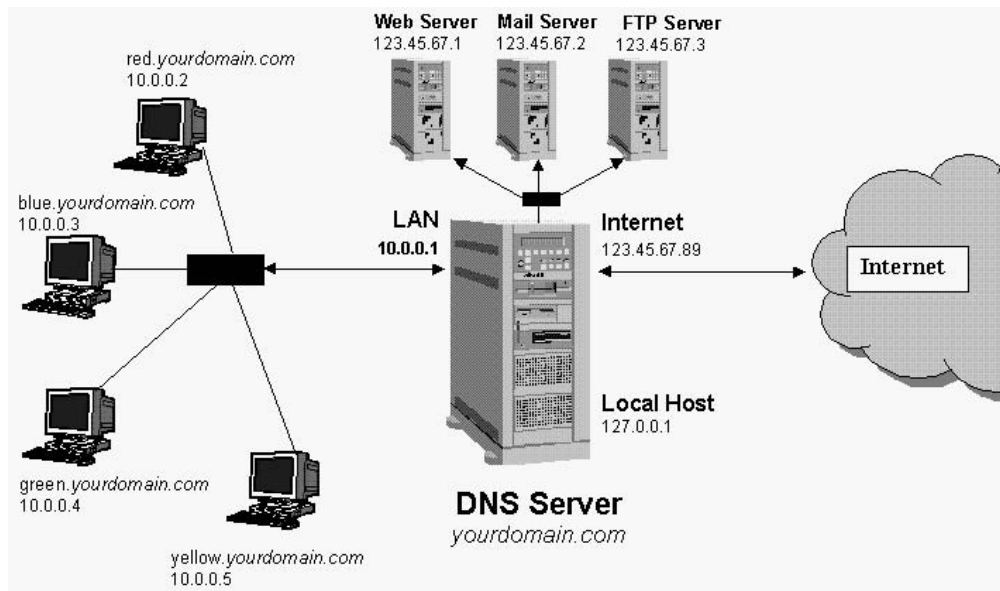 Web Server
123.45.67.1
Mail Server
123.45.67.2
FTP Server
123.45.67.3
red.yourdomain.com
10.0.0.2
blue.yourdomain.com
10.0.0.3
LAN
10.0.0.1
Internet
123.45.67.89
Internet
Local Host
127.0.0.1
green.yourdomain.com
10.0.0.4
DNS Server
yourdomain.com
yellow.yourdomain.com
10.0.0.5